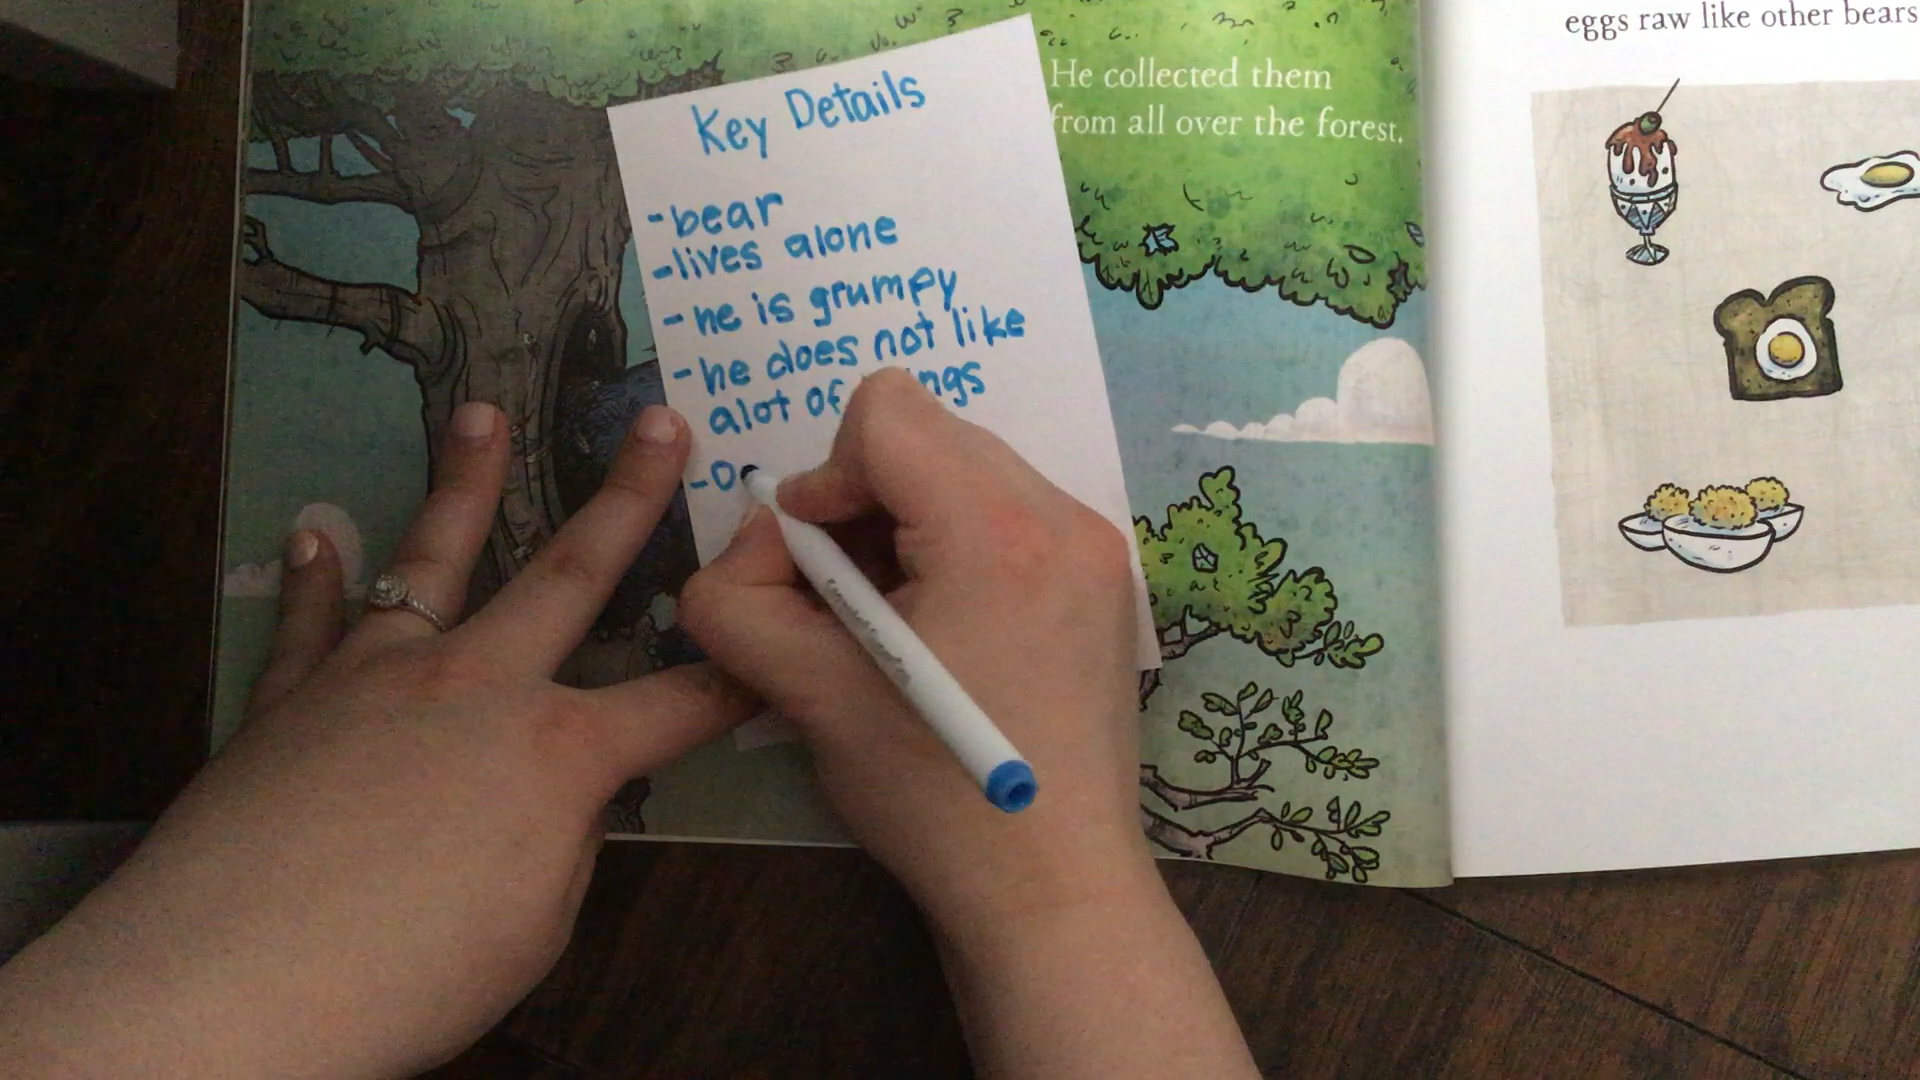 Key Details
-bear
-lives alone
-he is grumpy
-he does not like
alot of
He collected them
from all over the forest.
eggs raw like other bears